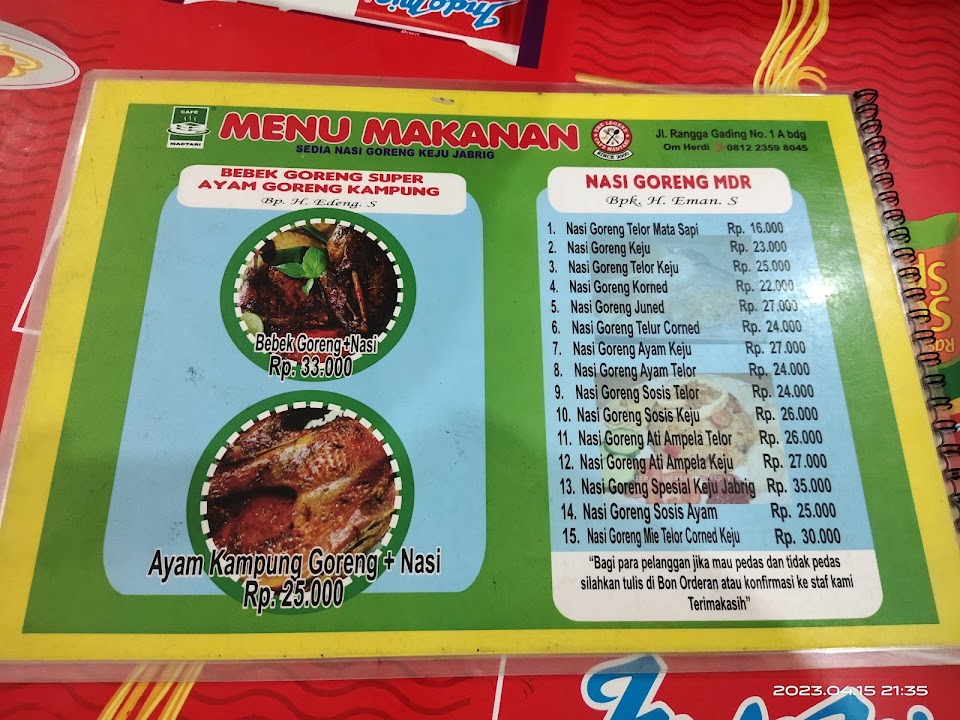 Indomie
CAFE
MADTARI
MENU MAKANAN
SEDIA NASI GORENG KEJU JABRIG
THE LEGEND
CAFE MADTARI
SINCE 2000
Jl. Rangga Gading No. 1 A bdg
Om Herdi 0812 2359 8045
BEBEK GORENG SUPER
AYAM GORENG KAMPUNG
Bp. H. Edeng. S
Bebek Goreng+Nasi
Rp. 33.000
Ayam Kampung Goreng + Nasi
Rp. 25.000
NASI GORENG MDR
Bpk. H. Eman. S
1. Nasi Goreng Telor Mata Sapi Rp. 16.000
2. Nasi Goreng Keju Rp. 23.000
3. Nasi Goreng Telor Keju Rp. 25.000
4. Nasi Goreng Korned Rp. 22.000
5. Nasi Goreng Juned Rp. 27.000
6. Nasi Goreng Telur Corned Rp. 24.000
7. Nasi Goreng Ayam Keju Rp. 27.000
8. Nasi Goreng Ayam Telor Rp. 24.000
9. Nasi Goreng Sosis Telor Rp. 24.000
10. Nasi Goreng Sosis Keju Rp. 26.000
11. Nasi Goreng Ati Ampela Telor Rp. 26.000
12. Nasi Goreng Ati Ampela Keju Rp. 27.000
13. Nasi Goreng Spesial Keju Jabrig Rp. 35.000
14. Nasi Goreng Sosis Ayam Rp. 25.000
15. Nasi Goreng Mie Telor Corned Keju Rp. 30.000
“Bagi para pelanggan jika mau pedas dan tidak pedas
silahkan tulis di Bon Orderan atau konfirmasi ke staf kami
Terimakasih”
2023.04.15 21:35